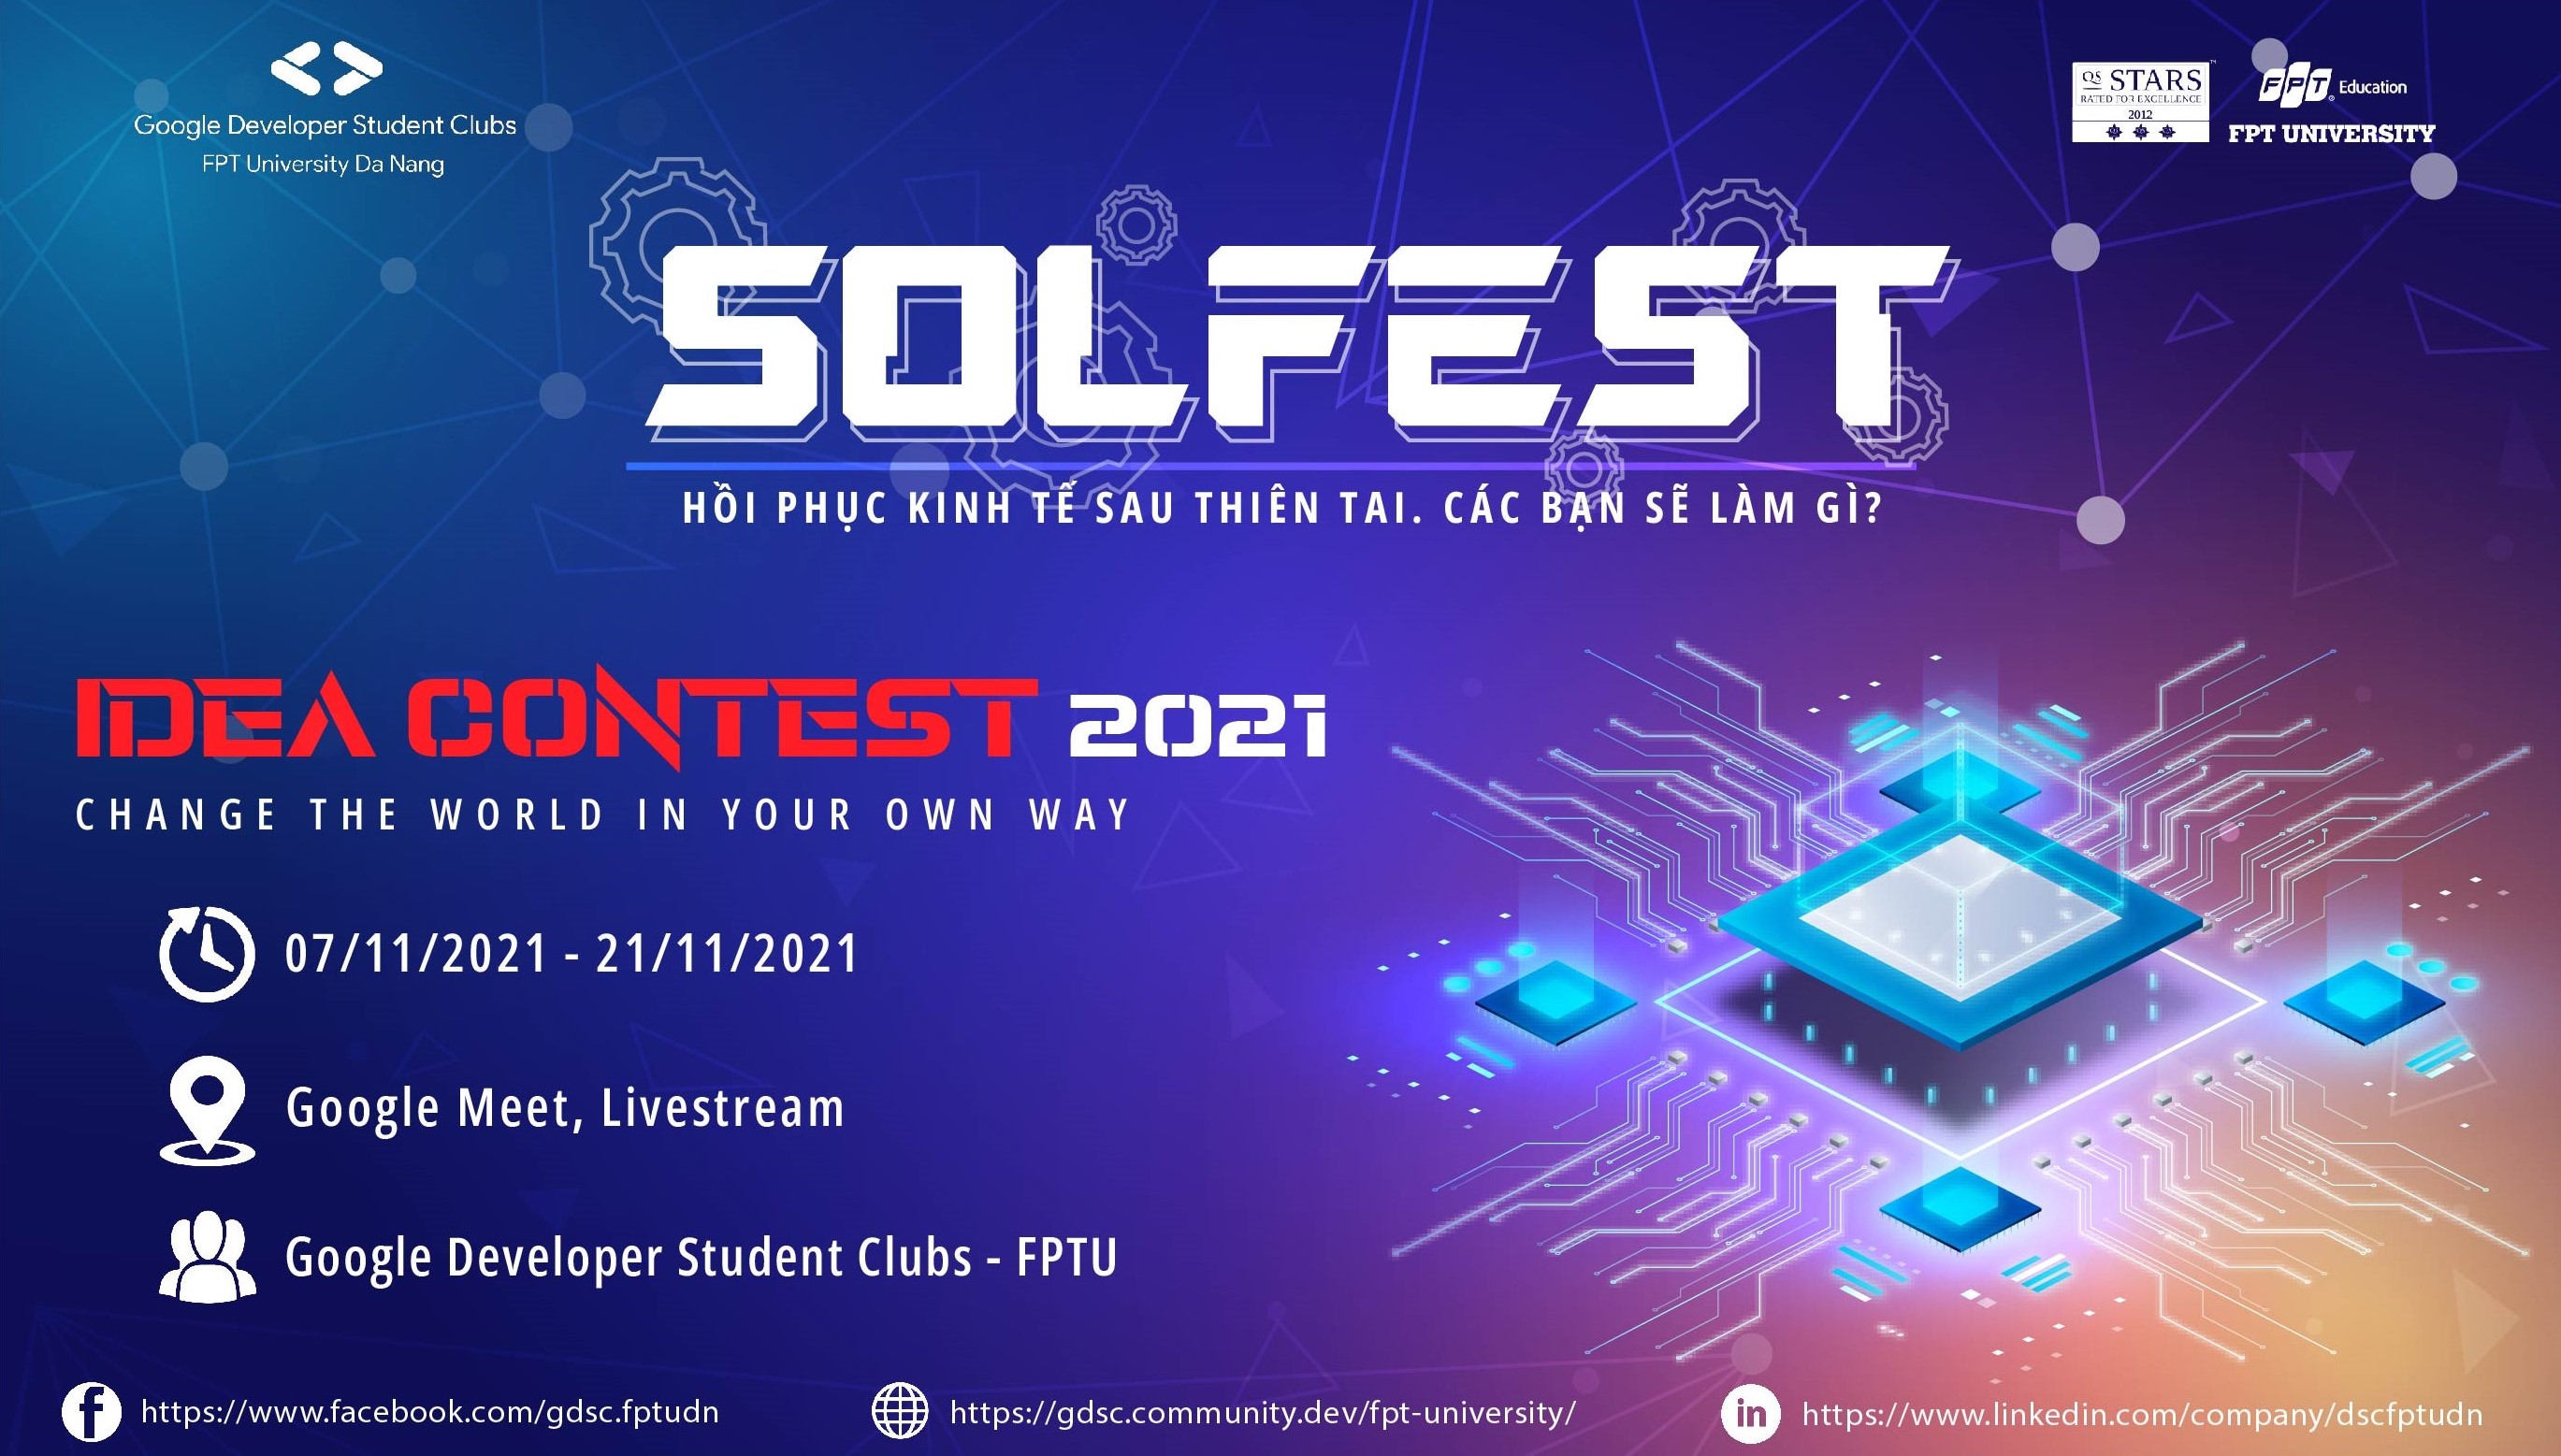 Google Developer Student Clubs
FPT University Da Nang
QS STARS™
RATED FOR EXCELLENCE
2012
FPT® Education
FPT UNIVERSITY
SOLFEST
HỒI PHỤC KINH TẾ SAU THIÊN TAI. CÁC BẠN SẼ LÀM GÌ?
IDEA CONTEST 2021
CHANGE THE WORLD IN YOUR OWN WAY
07/11/2021 - 21/11/2021
Google Meet, Livestream
Google Developer Student Clubs - FPTU
https://www.facebook.com/gdsc.fptudn
https://gdsc.community.dev/fpt-university/
https://www.linkedin.com/company/dscfptudn